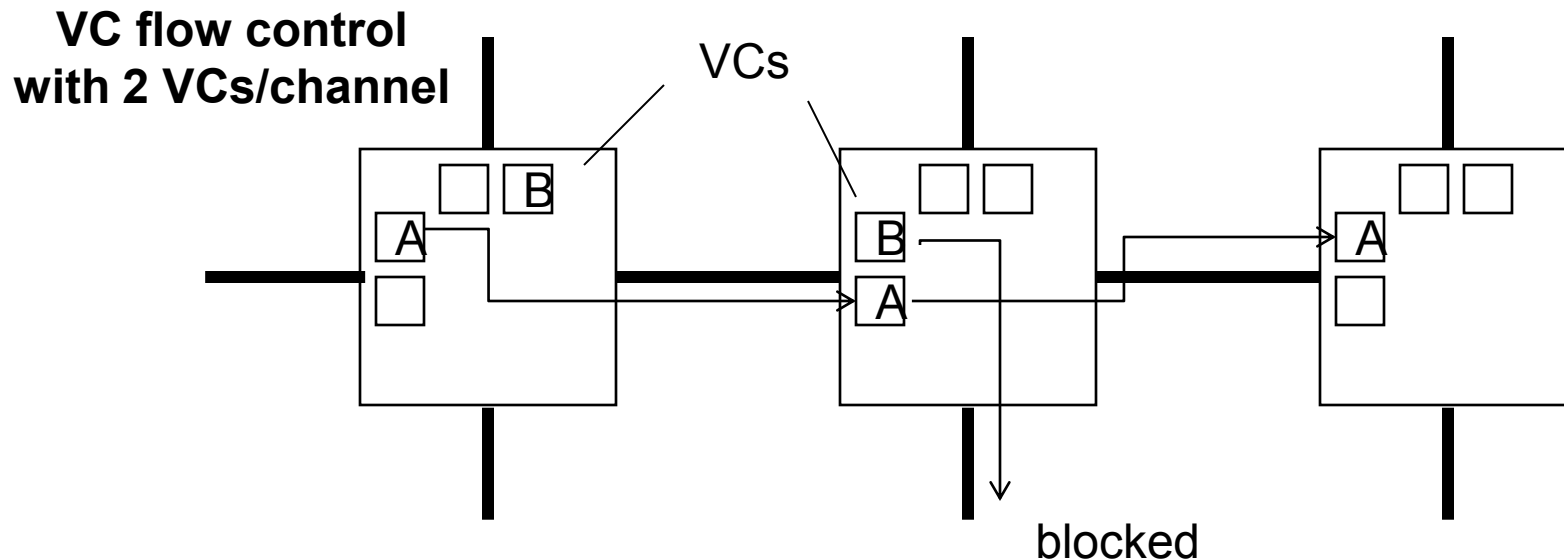 VC flow control
with 2 VCs/channel
VCs
B
A
B
A
A
blocked